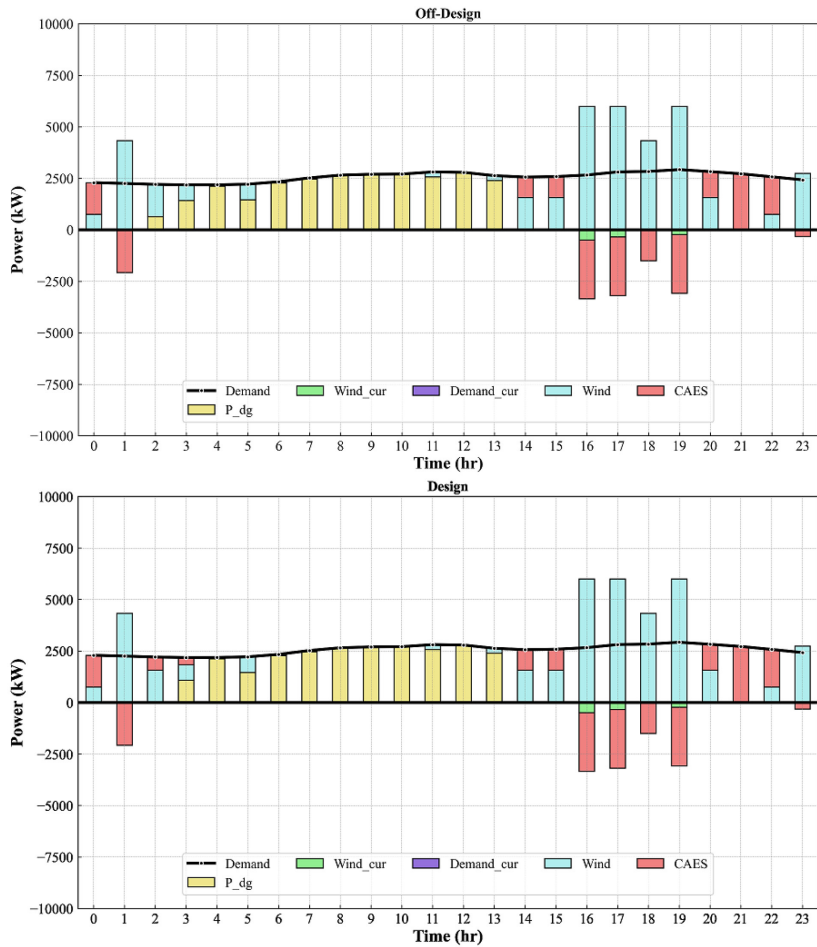 Off-Design
10000
7500
5000
2500
0
−2500
−5000
−7500
−10000
Power (kW)
Demand Wind_cur Demand_cur Wind CAES
P_dg
0 1 2 3 4 5 6 7 8 9 10 11 12 13 14 15 16 17 18 19 20 21 22 23
Time (hr)
Design
10000
7500
5000
2500
0
−2500
−5000
−7500
−10000
Power (kW)
Demand Wind_cur Demand_cur Wind CAES
P_dg
0 1 2 3 4 5 6 7 8 9 10 11 12 13 14 15 16 17 18 19 20 21 22 23
Time (hr)